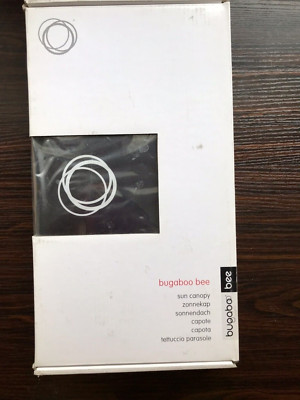 bugaboo bee
sun canopy
zonnekap
sonnendach
capote
capota
tettuccio parasole
bugaboo bee